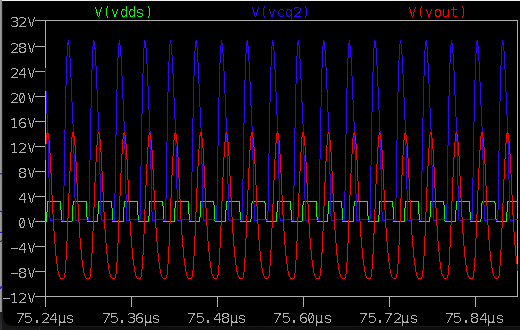 V(vdds) V(vcq2) V(vout)
32V
28V
24V
20V
16V
12V
8V
4V
0V
-4V
-8V
-12V
75.24µs 75.36µs 75.48µs 75.60µs 75.72µs 75.84µs